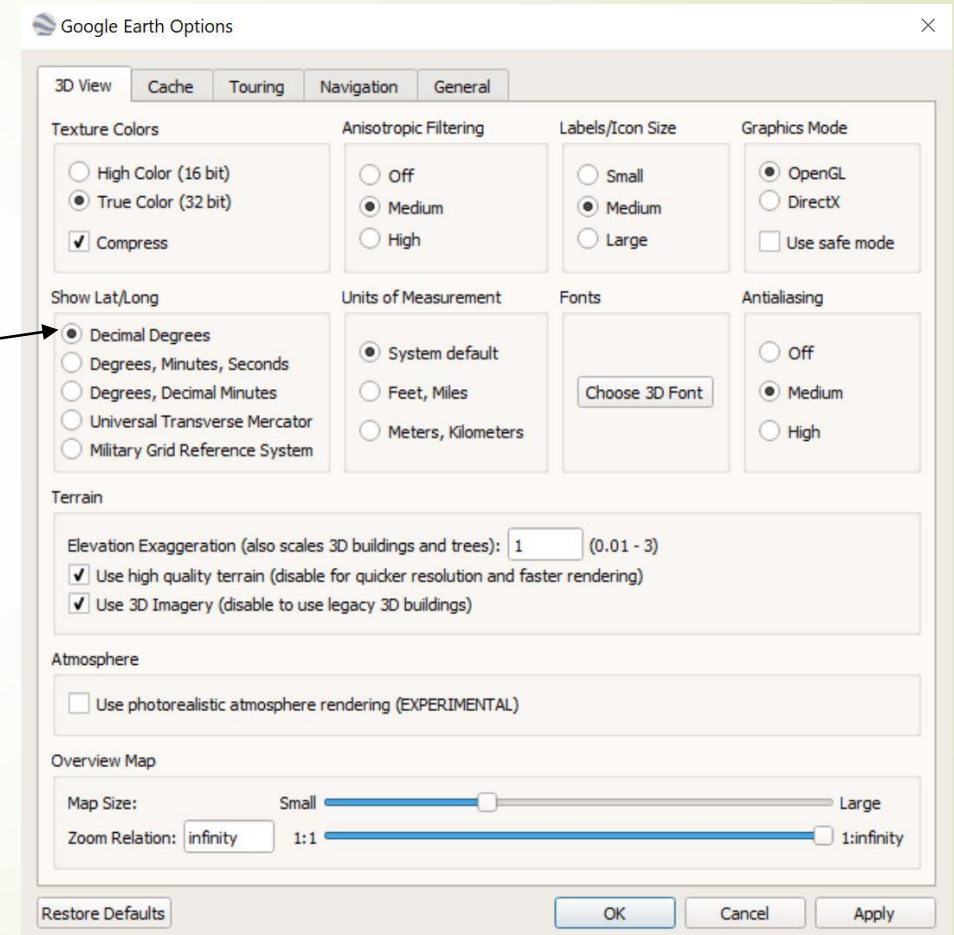 Google Earth Options
3D View Cache Touring Navigation General
Texture Colors
High Color (16 bit)
True Color (32 bit)
Compress
Anisotropic Filtering
Off
Medium
High
Labels/Icon Size
Small
Medium
Large
Graphics Mode
OpenGL
DirectX
Use safe mode
Show Lat/Long
Decimal Degrees
Degrees, Minutes, Seconds
Degrees, Decimal Minutes
Universal Transverse Mercator
Military Grid Reference System
Units of Measurement
System default
Feet, Miles
Meters, Kilometers
Fonts
Choose 3D Font
Antialiasing
Off
Medium
High
Terrain
Elevation Exaggeration (also scales 3D buildings and trees): 1 (0.01 - 3)
Use high quality terrain (disable for quicker resolution and faster rendering)
Use 3D Imagery (disable to use legacy 3D buildings)
Atmosphere
Use photorealistic atmosphere rendering (EXPERIMENTAL)
Overview Map
Map Size: Small Large
Zoom Relation: infinity 1:1 1:infinity
Restore Defaults OK Cancel Apply